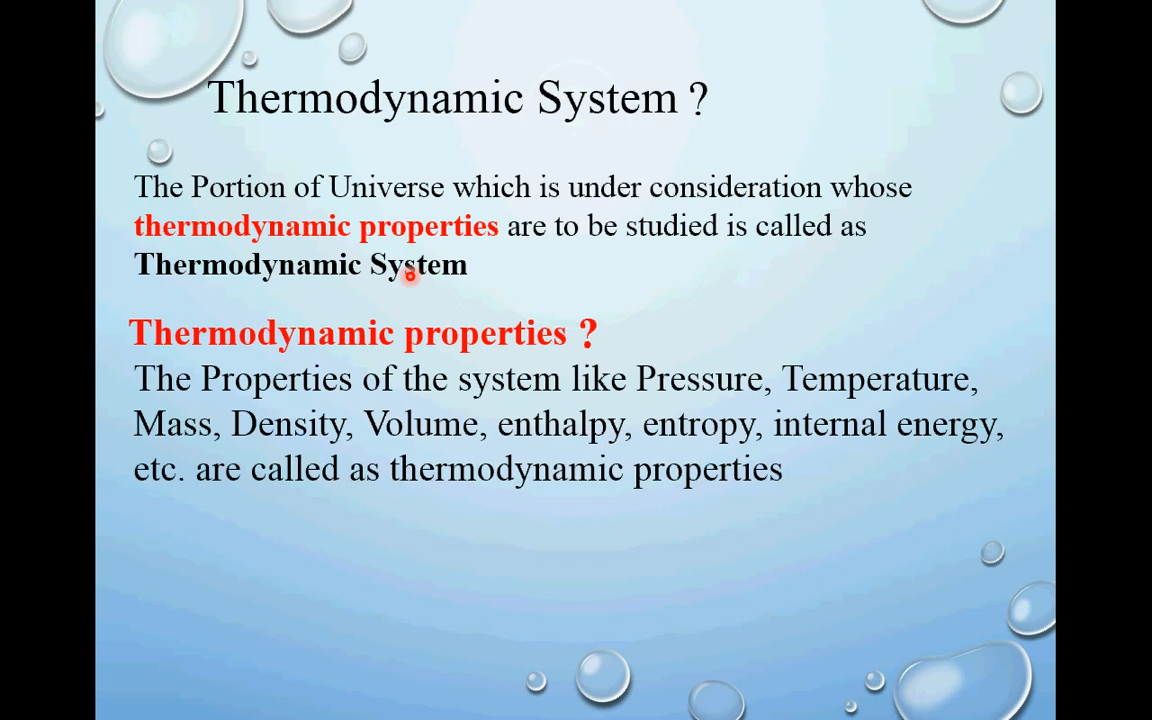 Thermodynamic System ?
The Portion of Universe which is under consideration whose
thermodynamic properties are to be studied is called as
Thermodynamic System
Thermodynamic properties ?
The Properties of the system like Pressure, Temperature,
Mass, Density, Volume, enthalpy, entropy, internal energy,
etc. are called as thermodynamic properties